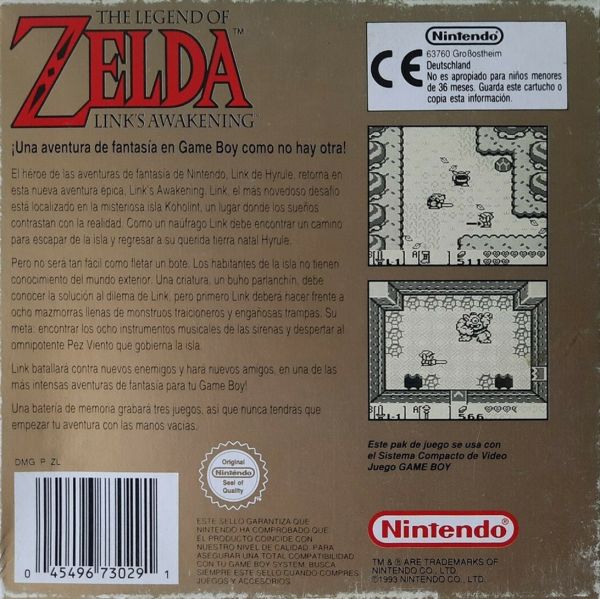 THE LEGEND OF
ZELDA™
LINK'S AWAKENING
¡Una aventura de fantasía en Game Boy como no hay otra!
El héroe de las aventuras de fantasía de Nintendo, Link de Hyrule, retorna en
esta nueva aventura épica, Link's Awakening. Link, el más novedoso desafío
está localizado en la misteriosa isla Koholint, un lugar donde los sueños
contrastan con la realidad. Como un naúfrago Link debe encontrar un camino
para escapar de la isla y regresar a su querida tierra natal Hyrule.
Pero no será tan fácil como fletar un bote. Los habitantes de la isla no tienen
conocimiento del mundo exterior. Una criatura, un buho parlanchin, debe
conocer la solución al dilema de Link, pero primero Link deberá hacer frente a
ocho mazmorras llenas de monstruos traicioneros y engañosas trampas. Su
meta: encontrar los ocho instrumentos musicales de las sirenas y despertar al
omnipotente Pez Viento que gobierna la isla.
Link batallará contra nuevos enemigos y hará nuevos amigos, en una de las
más intensas aventuras de fantasía para tu Game Boy!
Una batería de memoria grabará tres juegos, asi que nunca tendras que
empezar tu aventura con las manos vacías.
DMG P ZL
0 45496 73029 1
Original
Nintendo
Seal of
Quality
ESTE SELLO GARANTIZA QUE
NINTENDO HA COMPROBADO QUE
EL PRODUCTO COINCIDE CON
NUESTRO NIVEL DE CALIDAD. PARA
ASEGURAR UNA TOTAL COMPATIBILIDAD
CON TU GAME BOY SYSTEM, BUSCA
SIEMPRE ESTE SELLO CUANDO COMPRES
JUEGOS Y ACCESORIOS.
Nintendo
CE
63760 Großostheim
Deutschland
No es apropiado para niños menores
de 36 meses. Guarda este cartucho o
copia esta información.
B[ ] A[ ]
L-1 511
B[ ] A[ ]
L-1 566
Este pak de juego se usa con
el Sistema Compacto de Video
Juego GAME BOY
Nintendo®
TM & ® ARE TRADEMARKS OF
NINTENDO CO., LTD.
©1993 NINTENDO CO., LTD.